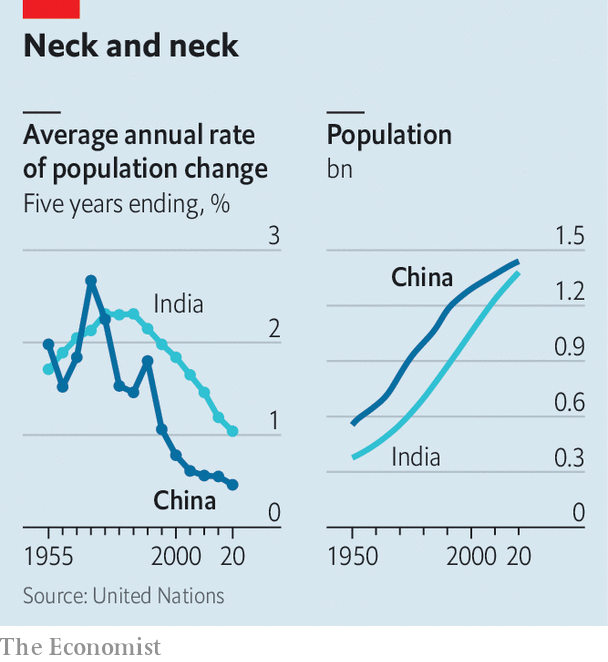 Neck and neck
Average annual rate
of population change
Five years ending, %
3
India
2
1
China
0
1955
2000
20
Population
bn
1.5
China
1.2
0.9
0.6
India
0.3
0
1950
2000
20
Source: United Nations
The Economist